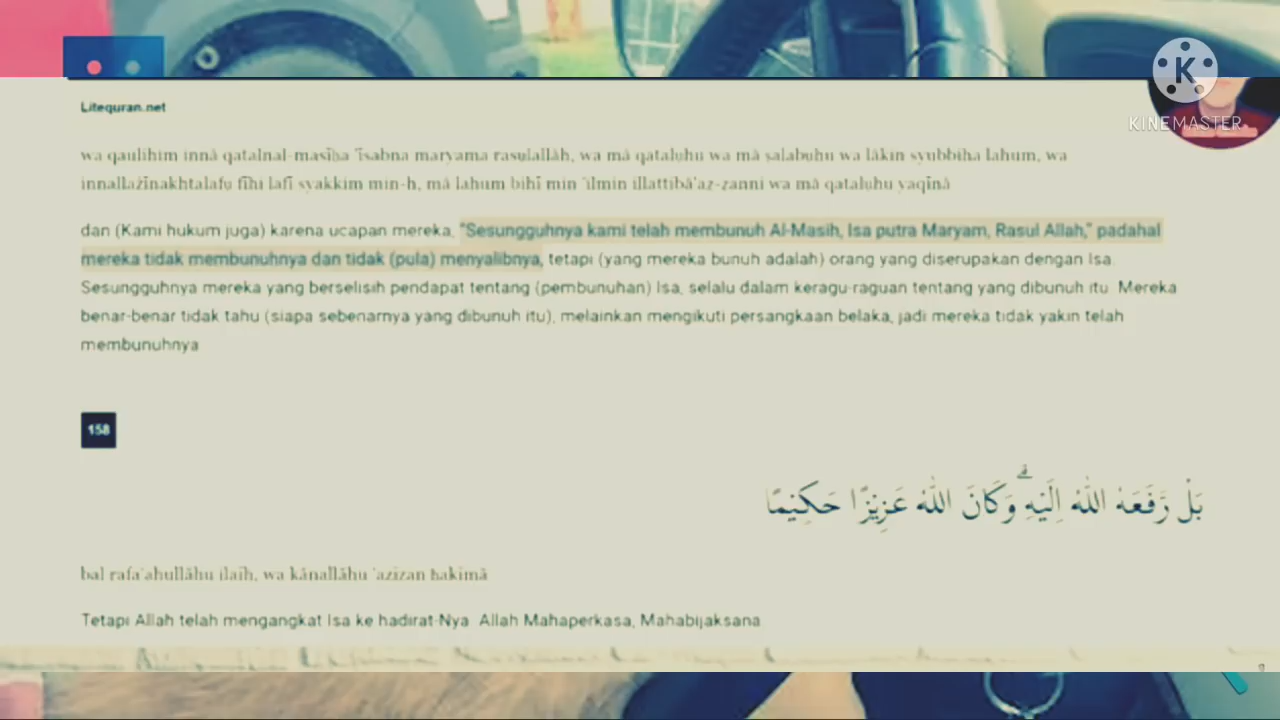 KINEMASTER
Litequran.net
wa qaulihim innā qatalnal-masīḥa 'īsabna maryama rasụlallāh, wa mā qatalụhu wa mā ṣalabụhu wa lākin syubbiha lahum, wa
innallażīnakhtalafụ fīhi lafī syakkim min-h, mā lahum bihī min 'ilmin illattibā'aẓ-ẓanni wa mā qatalụhu yaqīnā
dan (Kami hukum juga) karena ucapan mereka, "Sesungguhnya kami telah membunuh Al-Masih, Isa putra Maryam, Rasul Allah," padahal
mereka tidak membunuhnya dan tidak (pula) menyalibnya, tetapi (yang mereka bunuh adalah) orang yang diserupakan dengan Isa.
Sesungguhnya mereka yang berselisih pendapat tentang (pembunuhan) Isa, selalu dalam keragu-raguan tentang yang dibunuh itu. Mereka
benar-benar tidak tahu (siapa sebenarnya yang dibunuh itu), melainkan mengikuti persangkaan belaka, jadi mereka tidak yakin telah
membunuhnya
158
بَلْ رَّفَعَهُ اللّٰهُ اِلَيْهِ ۗوَكَانَ اللّٰهُ عَزِيْزًا حَكِيْمًا
bal rafa'ahullāhu ilaīh, wa kānallāhu 'azīzan ḥakīmā
Tetapi Allah telah mengangkat Isa ke hadirat-Nya. Allah Mahaperkasa, Mahabijaksana.